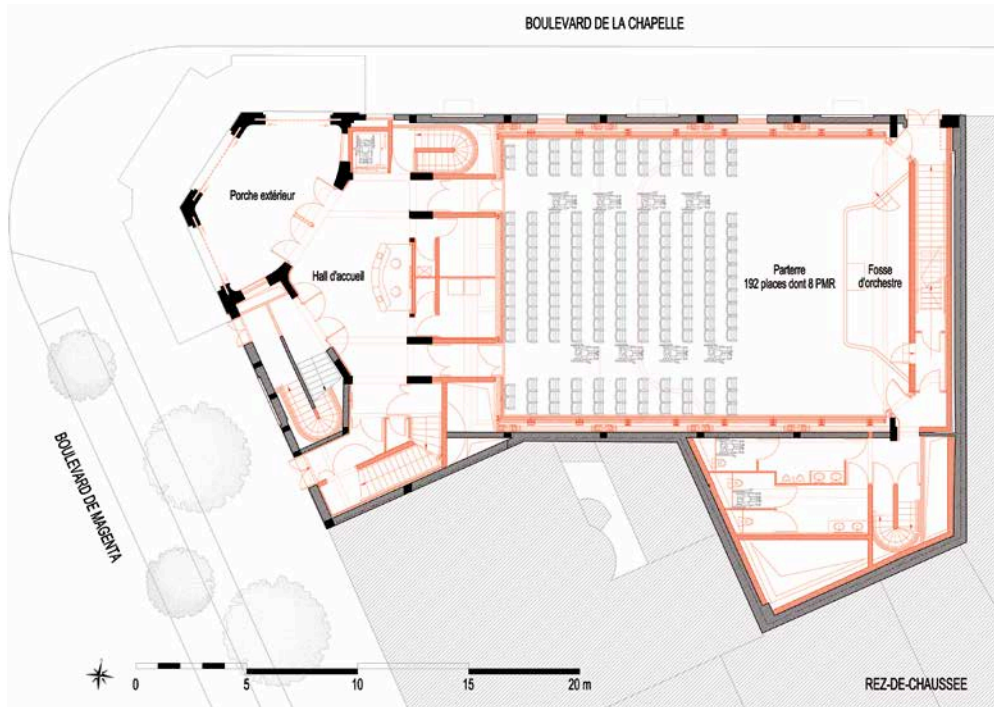 BOULEVARD DE LA CHAPELLE
Porche extérieur
Hall d'accueil
Parterre
192 places dont 8 PMR
Fosse
d'orchestre
BOULEVARD DE MAGENTA
0 5 10 15 20 m
REZ-DE-CHAUSSEE